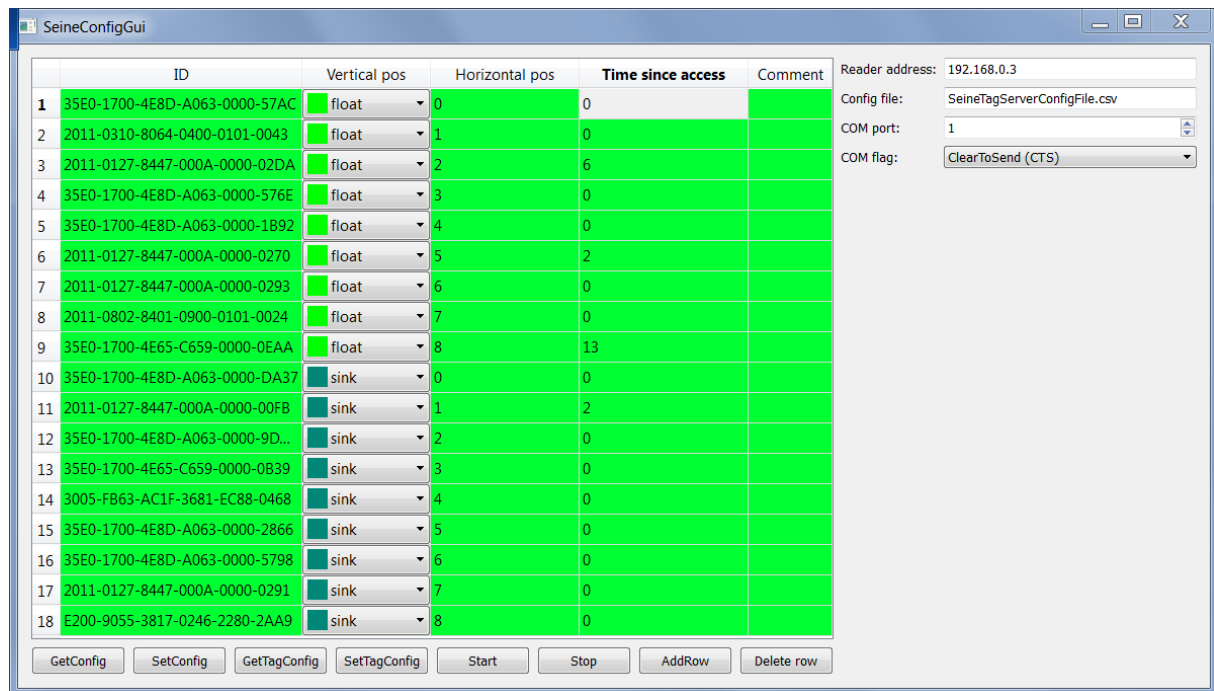 SeineConfigGui
ID Vertical pos Horizontal pos Time since access Comment
1 35E0-1700-4E8D-A063-0000-57AC float 0 0
2 2011-0310-8064-0400-0101-0043 float 1 0
3 2011-0127-8447-000A-0000-02DA float 2 6
4 35E0-1700-4E8D-A063-0000-576E float 3 0
5 35E0-1700-4E8D-A063-0000-1B92 float 4 0
6 2011-0127-8447-000A-0000-0270 float 5 2
7 2011-0127-8447-000A-0000-0293 float 6 0
8 2011-0802-8401-0900-0101-0024 float 7 0
9 35E0-1700-4E65-C659-0000-0EAA float 8 13
10 35E0-1700-4E8D-A063-0000-DA37 sink 0 0
11 2011-0127-8447-000A-0000-00FB sink 1 2
12 35E0-1700-4E8D-A063-0000-9D... sink 2 0
13 35E0-1700-4E65-C659-0000-0B39 sink 3 0
14 3005-FB63-AC1F-3681-EC88-0468 sink 4 0
15 35E0-1700-4E8D-A063-0000-2866 sink 5 0
16 35E0-1700-4E8D-A063-0000-5798 sink 6 0
17 2011-0127-8447-000A-0000-0291 sink 7 0
18 E200-9055-3817-0246-2280-2AA9 sink 8 0
GetConfig SetConfig GetTagConfig SetTagConfig Start Stop AddRow Delete row
Reader address: 192.168.0.3
Config file: SeineTagServerConfigFile.csv
COM port: 1
COM flag: ClearToSend (CTS)